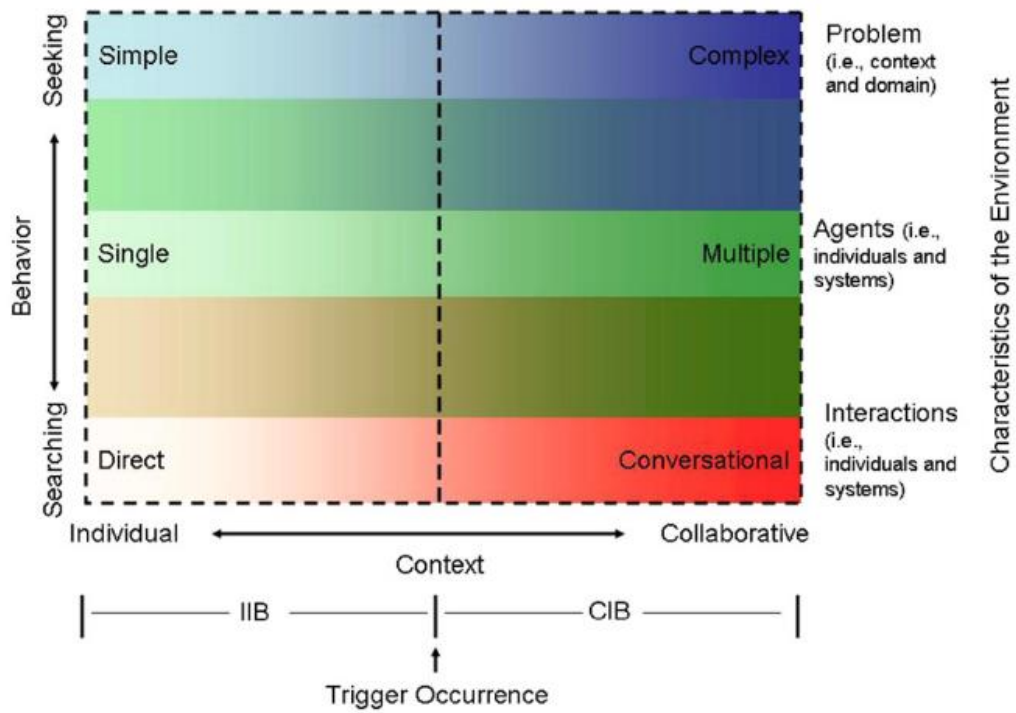 Seeking
Behavior
Searching
Simple
Complex
Problem
(i.e., context
and domain)
Single
Multiple
Agents (i.e.,
individuals and
systems)
Direct
Conversational
Interactions
(i.e.,
individuals and
systems)
Characteristics of the Environment
Individual
Collaborative
Context
IIB
CIB
Trigger Occurrence